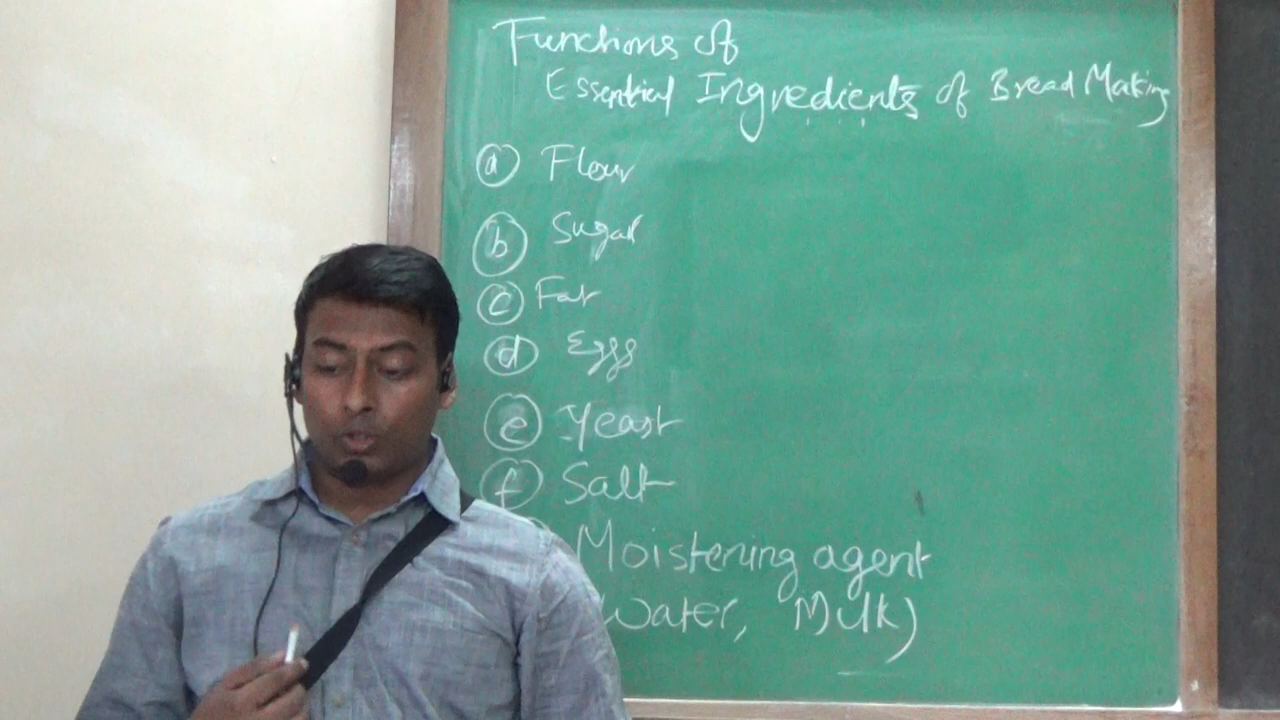 Functions of
Essential Ingredients of Bread Making
a Flour
b Sugar
c Fat
d Eggs
e Yeast
f Salt
Moistening agent
Water, Milk)